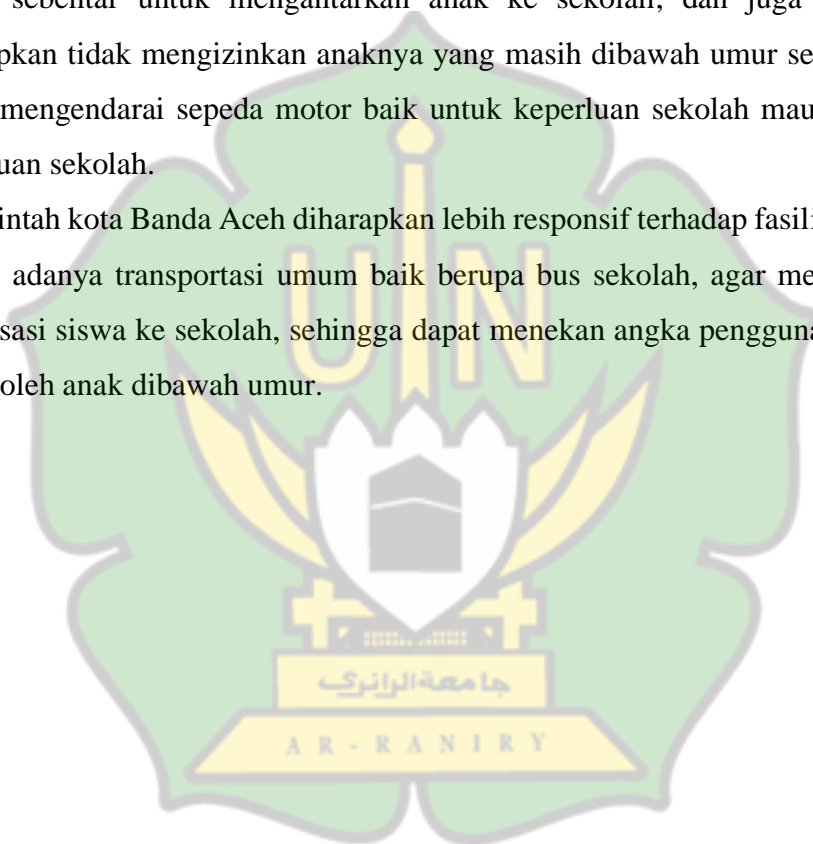 sebentar untuk mengantarkan anak ke sekolah, dan juga
pkan tidak mengizinkan anaknya yang masih dibawah umur se
mengendarai sepeda motor baik untuk keperluan sekolah mau
uan sekolah.
intah kota Banda Aceh diharapkan lebih responsif terhadap fasili
adanya transportasi umum baik berupa bus sekolah, agar me
sasi siswa ke sekolah, sehingga dapat menekan angka pengguna
oleh anak dibawah umur.
UIN
جامعة الرانري
AR-RANIRY